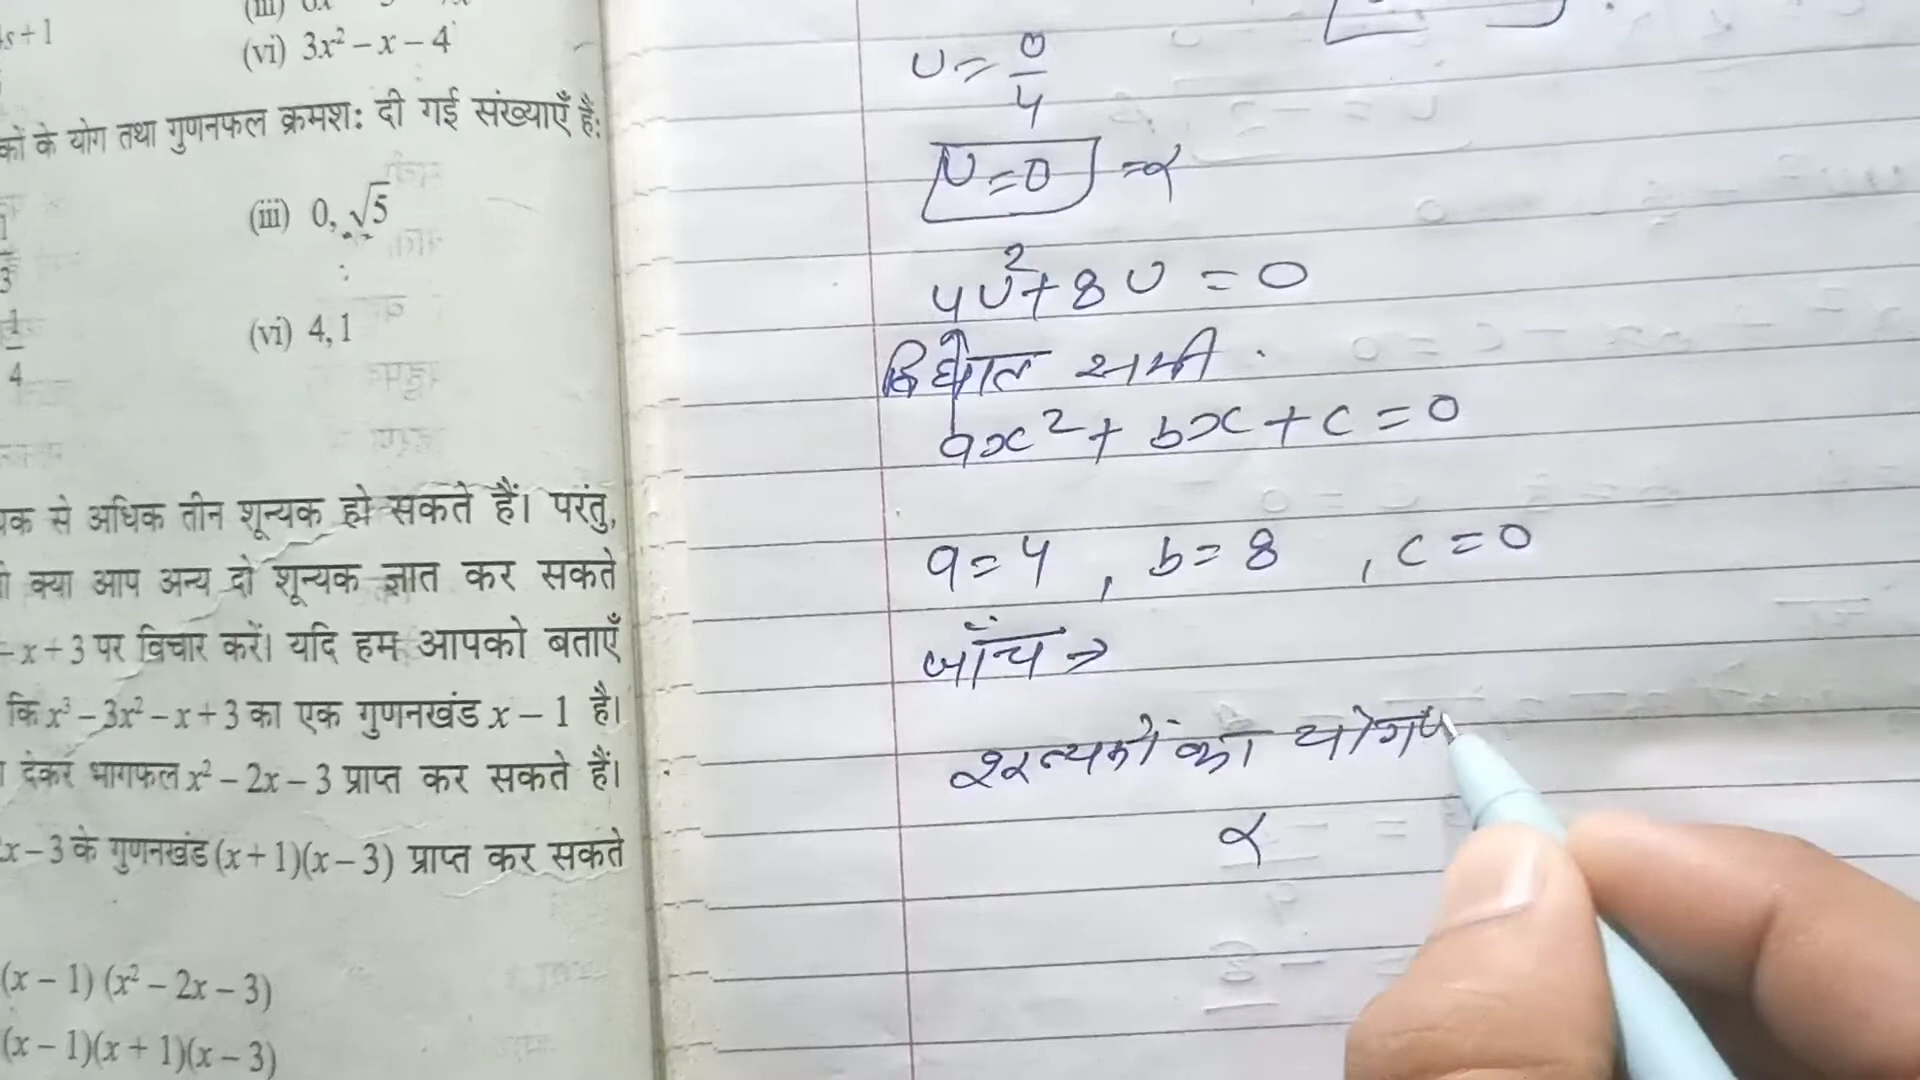 s + 1
(vi) 3x² – x – 4
कों के योग तथा गुणनफल क्रमश: दी गई संख्याएँ हैं:
(iii) 0, √5
1/4
(vi) 4, 1
से अधिक तीन शून्यक हो सकते हैं। परंतु,
क्या आप अन्य दो शून्यक ज्ञात कर सकते
– x + 3 पर विचार करें। यदि हम आपको बताएँ
कि x³ – 3x² – x + 3 का एक गुणनखंड x – 1 है।
देकर भागफल x² – 2x – 3 प्राप्त कर सकते हैं।
x – 3 के गुणनखंड (x + 1)(x – 3) प्राप्त कर सकते
(x – 1) (x² – 2x – 3)
(x – 1)(x + 1)(x – 3)
U = 0/4
U = 0 = α
4U² + 8U = 0
द्विघात समी.
ax² + bx + c = 0
a = 4, b = 8, c = 0
जाँच →
शून्यकों का योगफ
α